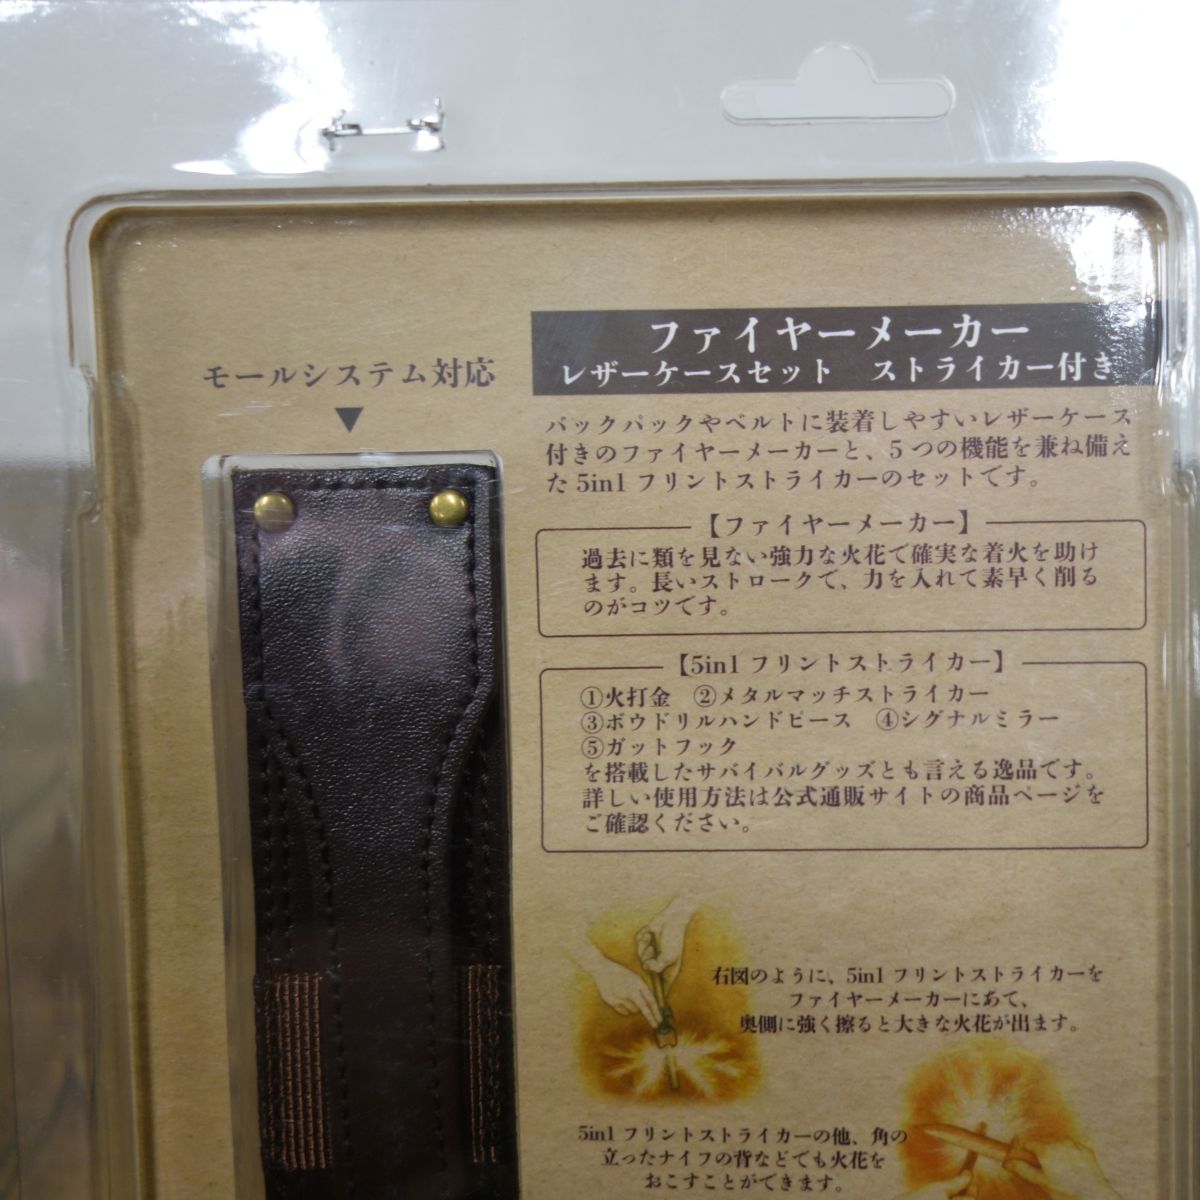 モールシステム対応
▼
ファイヤーメーカー
レザーケースセット ストライカー付き
バックパックやベルトに装着しやすいレザーケース
付きのファイヤーメーカーと、5つの機能を兼ね備え
た 5in1 フリントストライカーのセットです。
【ファイヤーメーカー】
過去に類を見ない強力な火花で確実な着火を助け
ます。長いストロークで、力を入れて素早く削る
のがコツです。
【5in1 フリントストライカー】
①火打金 ②メタルマッチストライカー
③ボウドリルハンドピース ④シグナルミラー
⑤ガットフック
を搭載したサバイバルグッズとも言える逸品です。
詳しい使用方法は公式通販サイトの商品ページを
ご確認ください。
右図のように、5in1 フリントストライカーを
ファイヤーメーカーにあて、
奥側に強く擦ると大きな火花が出ます。
5in1 フリントストライカーの他、角の
立ったナイフの背などでも火花を
おこすことができます。